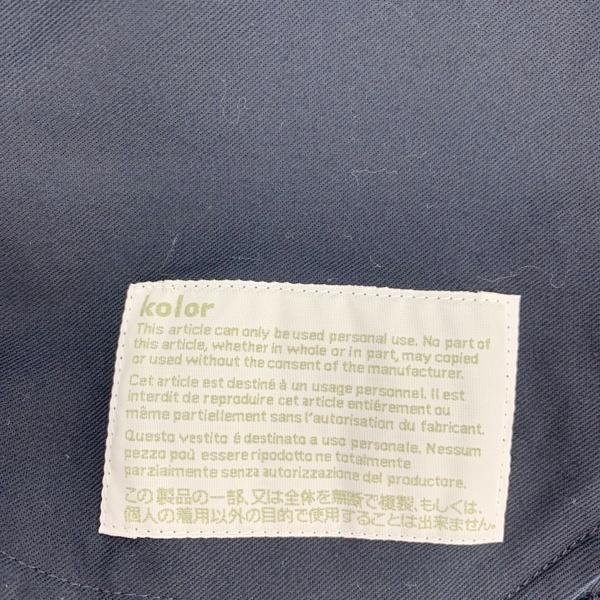 kolor
This article can only be used personal use. No part of
this article, whether in whole or in part, may copied
or used without the consent of the manufacturer.
Cet article est destiné à un usage personnel. Il est
interdit de reproduire cet article entiérement ou
même partiellement sans l'autorisation du fabricant.
Questo vestito é destinato a uso personale. Nessum
pezzo puì essere ripodotto ne totalmente
parzialmente senza autorizzazione del produttore.
この製品の一部、又は全体を無断で複製、もしくは、
個人の着用以外の目的で使用することは出来ません。